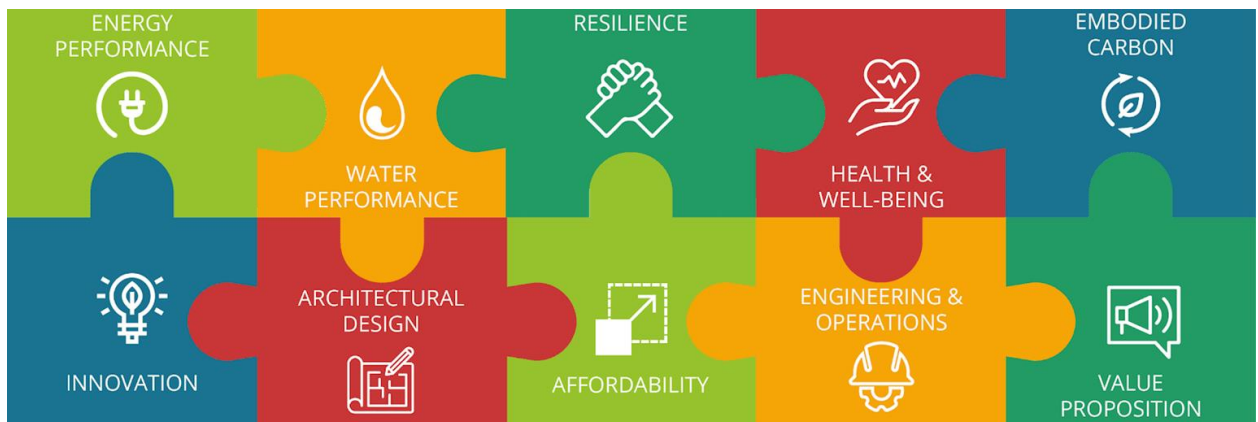 ENERGY
PERFORMANCE
WATER
PERFORMANCE
RESILIENCE
HEALTH &
WELL-BEING
EMBODIED
CARBON
INNOVATION
ARCHITECTURAL
DESIGN
AFFORDABILITY
ENGINEERING &
OPERATIONS
VALUE
PROPOSITION